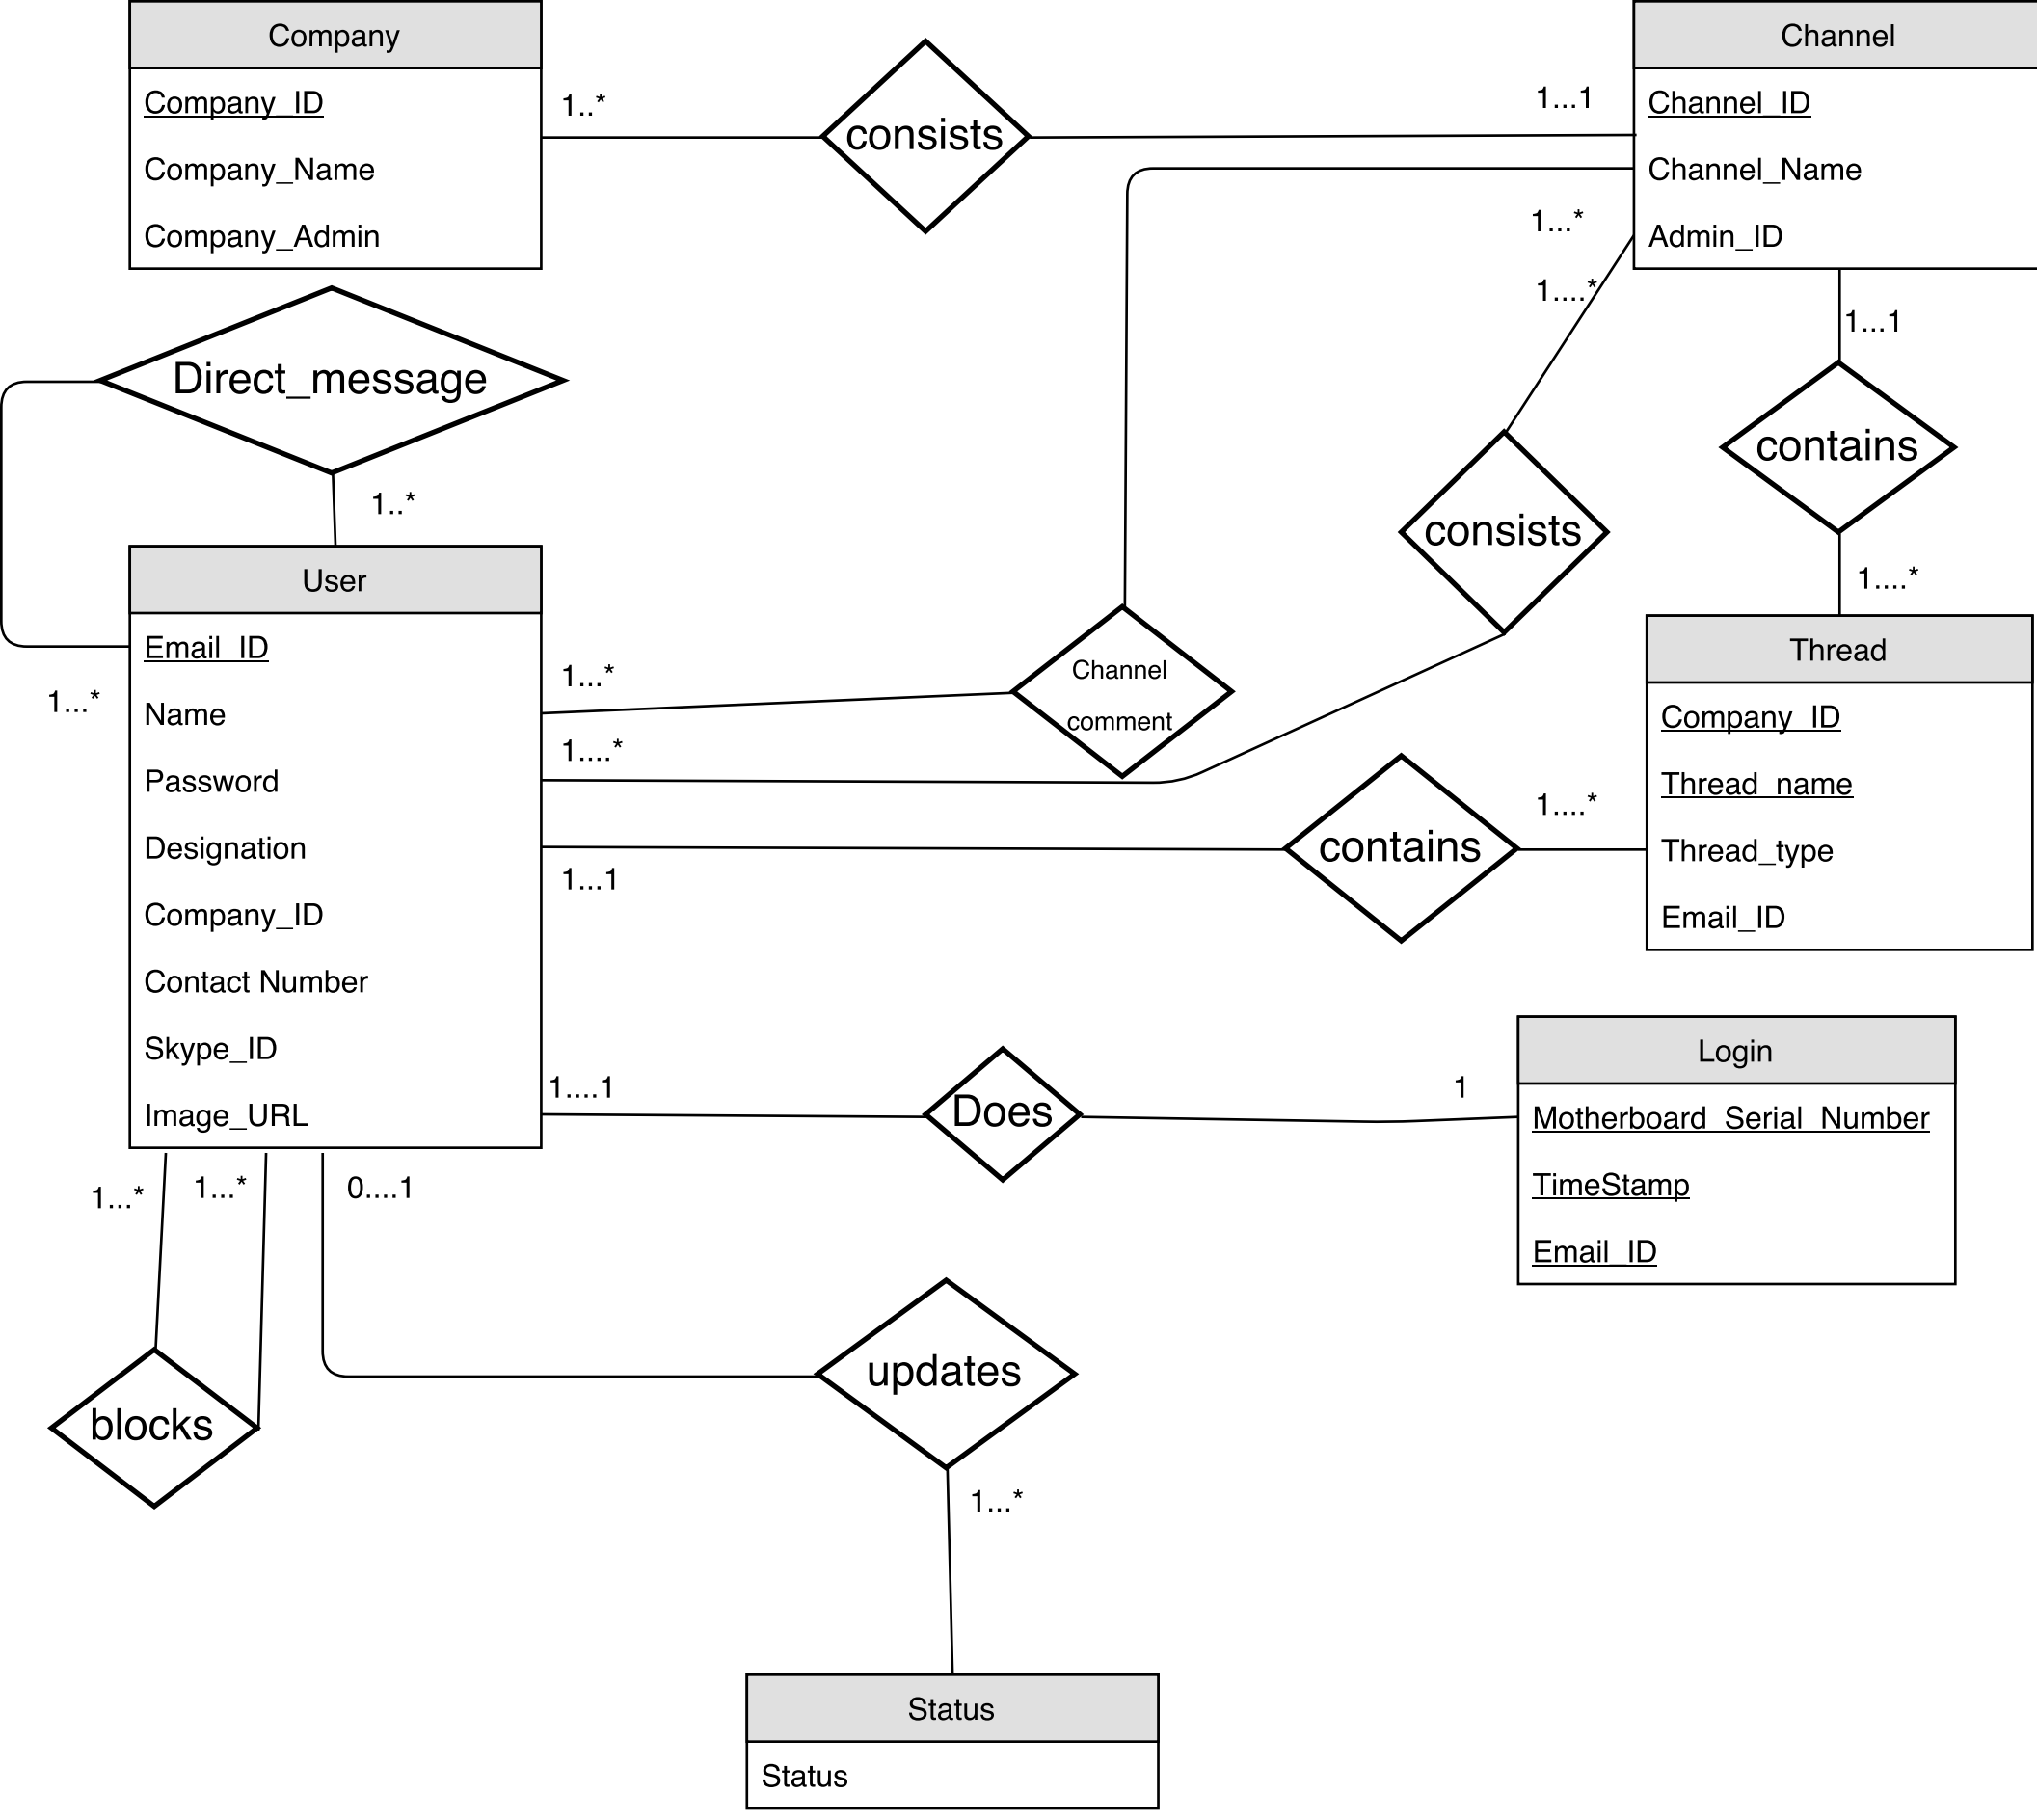 Company
Company_ID
Company_Name
Company_Admin
1..*
consists
1...1
Channel
Channel_ID
Channel_Name
Admin_ID
1...*
1....*
1...1
Direct_message
1..*
contains
consists
1....*
User
Email_ID
Name
Password
Designation
Company_ID
Contact Number
Skype_ID
Image_URL
1...*
1...*
Channel
comment
1....*
1...1
contains
1....*
Thread
Company_ID
Thread_name
Thread_type
Email_ID
1....1
Does
1
Login
Motherboard_Serial_Number
TimeStamp
Email_ID
1...*
1...*
0....1
blocks
updates
1...*
Status
Status